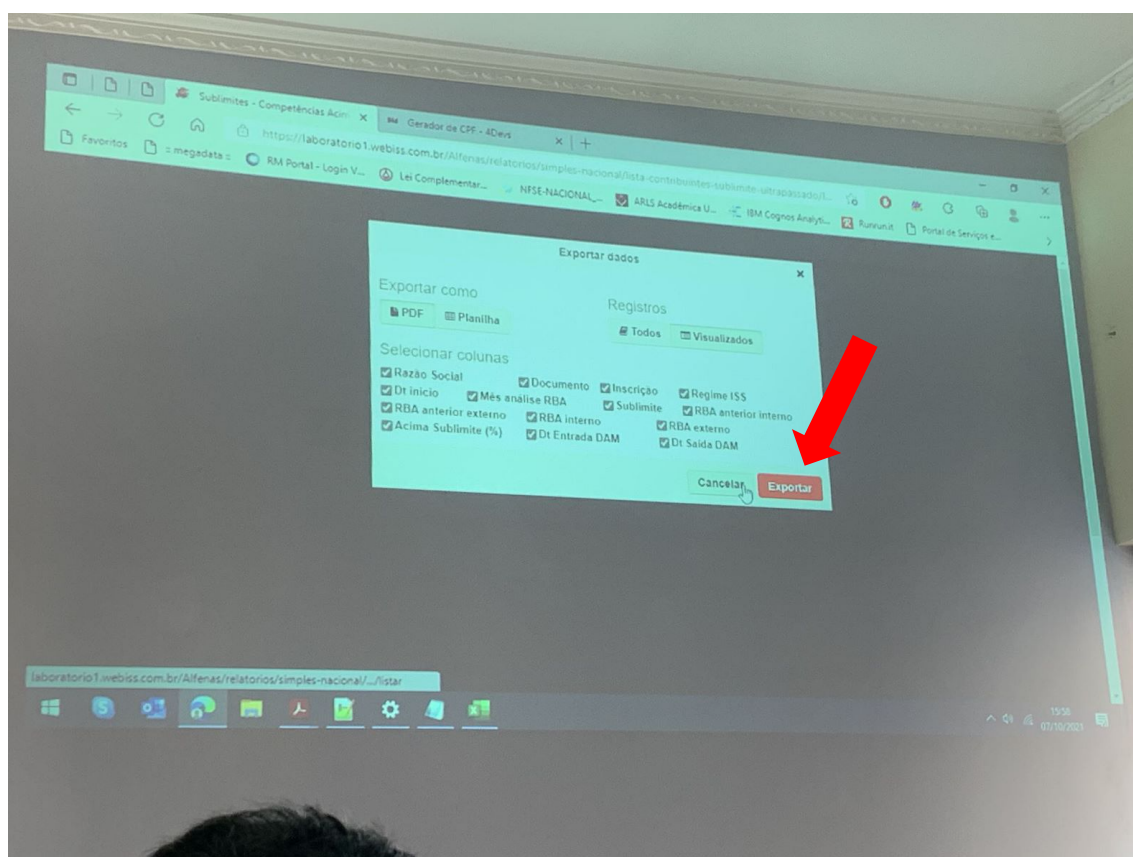 Sublimites - Competências Acim
Gerador de CPF - 4Devs
https://laboratorio1.webiss.com.br/Alfenas/relatorios/simples-nacional/lista-contribuintes-sublimite-ultrapassado/l...
Favoritos
= megadata =
RM Portal - Login V...
Lei Complementar...
NFSE-NACIONAL_...
ARLS Acadêmica U...
IBM Cognos Analyti...
Runrun.it
Portal de Serviços e...
Exportar dados
Exportar como
Registros
PDF Planilha
Todos Visualizados
Selecionar colunas
Razão Social Documento Inscrição Regime ISS
Dt inicio Mês análise RBA Sublimite RBA anterior interno
RBA anterior externo RBA interno RBA externo
Acima Sublimite (%) Dt Entrada DAM Dt Saída DAM
Cancelar Exportar
laboratorio1.webiss.com.br/Alfenas/relatorios/simples-nacional/.../listar
15:58
07/10/2021